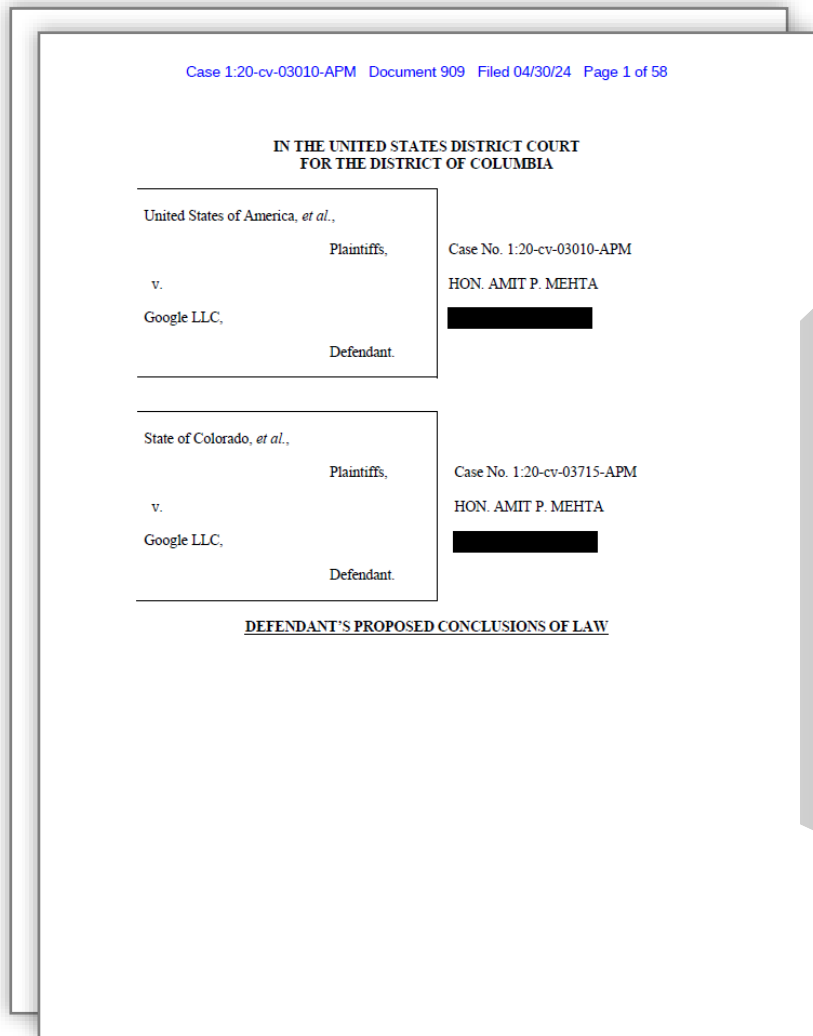 Case 1:20-cv-03010-APM Document 909 Filed 04/30/24 Page 1 of 58
IN THE UNITED STATES DISTRICT COURT
FOR THE DISTRICT OF COLUMBIA
United States of America, et al.,
Plaintiffs,
v.
Google LLC,
Defendant.
Case No. 1:20-cv-03010-APM
HON. AMIT P. MEHTA
State of Colorado, et al.,
Plaintiffs,
v.
Google LLC,
Defendant.
Case No. 1:20-cv-03715-APM
HON. AMIT P. MEHTA
DEFENDANT'S PROPOSED CONCLUSIONS OF LAW